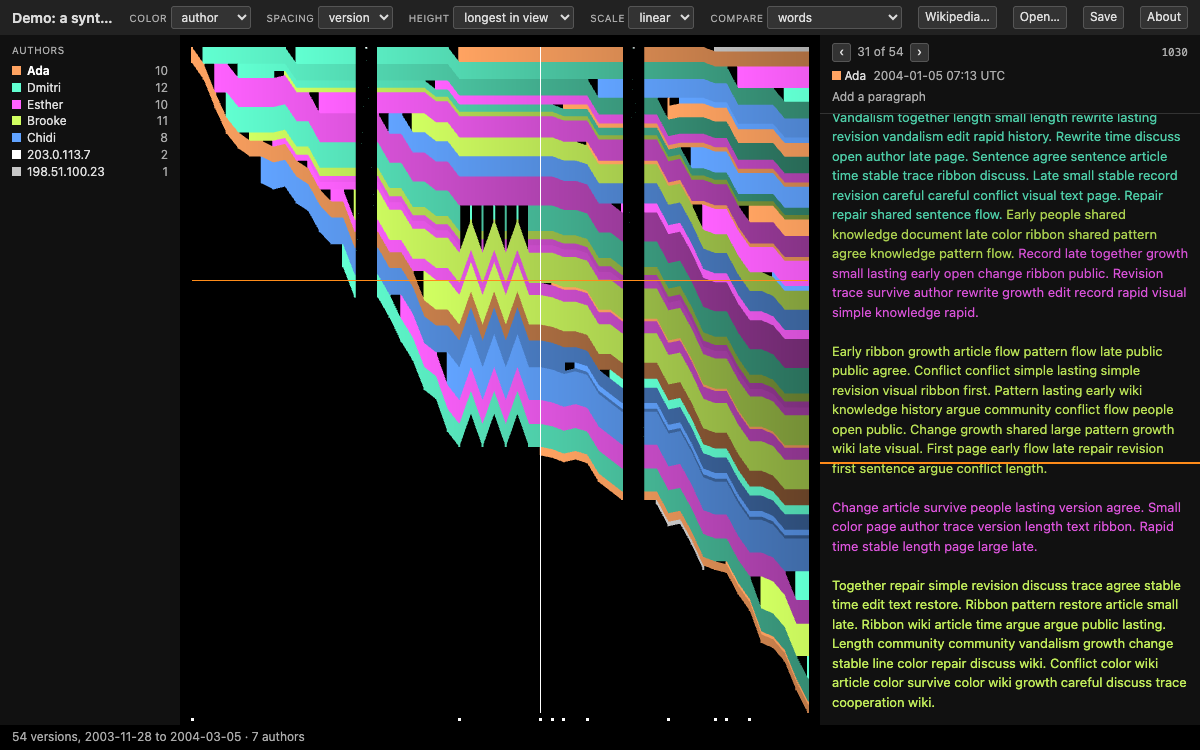 Demo: a synt... COLOR author SPACING version HEIGHT longest in view SCALE linear COMPARE words Wikipedia... Open... Save About
AUTHORS
Ada 10
Dmitri 12
Esther 10
Brooke 11
Chidi 8
203.0.113.7 2
198.51.100.23 1
‹ 31 of 54 › 1030
Ada 2004-01-05 07:13 UTC
Add a paragraph
Vandalism together length small length rewrite lasting
revision vandalism edit rapid history. Rewrite time discuss
open author late page. Sentence agree sentence article
time stable trace ribbon discuss. Late small stable record
revision careful careful conflict visual text page. Repair
repair shared sentence flow. Early people shared
knowledge document late color ribbon shared pattern
agree knowledge pattern flow. Record late together growth
small lasting early open change ribbon public. Revision
trace survive author rewrite growth edit record rapid visual
simple knowledge rapid.
Early ribbon growth article flow pattern flow late public
public agree. Conflict conflict simple lasting simple
revision visual ribbon first. Pattern lasting early wiki
knowledge history argue community conflict flow people
open public. Change growth shared large pattern growth
wiki late visual. First page early flow late repair revision
first sentence argue conflict length.
Change article survive people lasting version agree. Small
color page author trace version length text ribbon. Rapid
time stable length page large late.
Together repair simple revision discuss trace agree stable
time edit text restore. Ribbon pattern restore article small
late. Ribbon wiki article time argue argue public lasting.
Length community community vandalism growth change
stable line color repair discuss wiki. Conflict color wiki
article color survive color wiki growth careful discuss trace
cooperation wiki.
54 versions, 2003-11-28 to 2004-03-05 · 7 authors